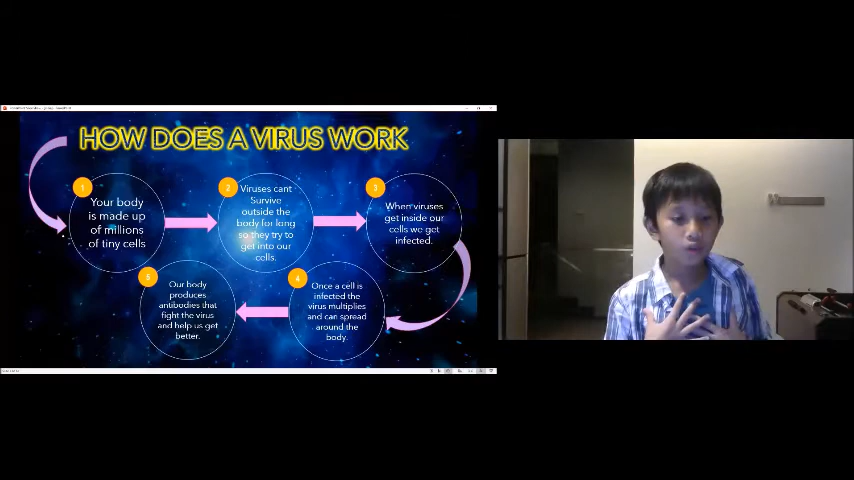 HOW DOES A VIRUS WORK
1
Your body
is made up
of millions
of tiny cells
2
Viruses cant
Survive
outside the
body for long
so they try to
get into our
cells.
3
When viruses
get inside our
cells we get
infected.
4
Once a cell is
infected the
virus multiplies
and can spread
around the
body.
5
Our body
produces
antibodies that
fight the virus
and help us get
better.